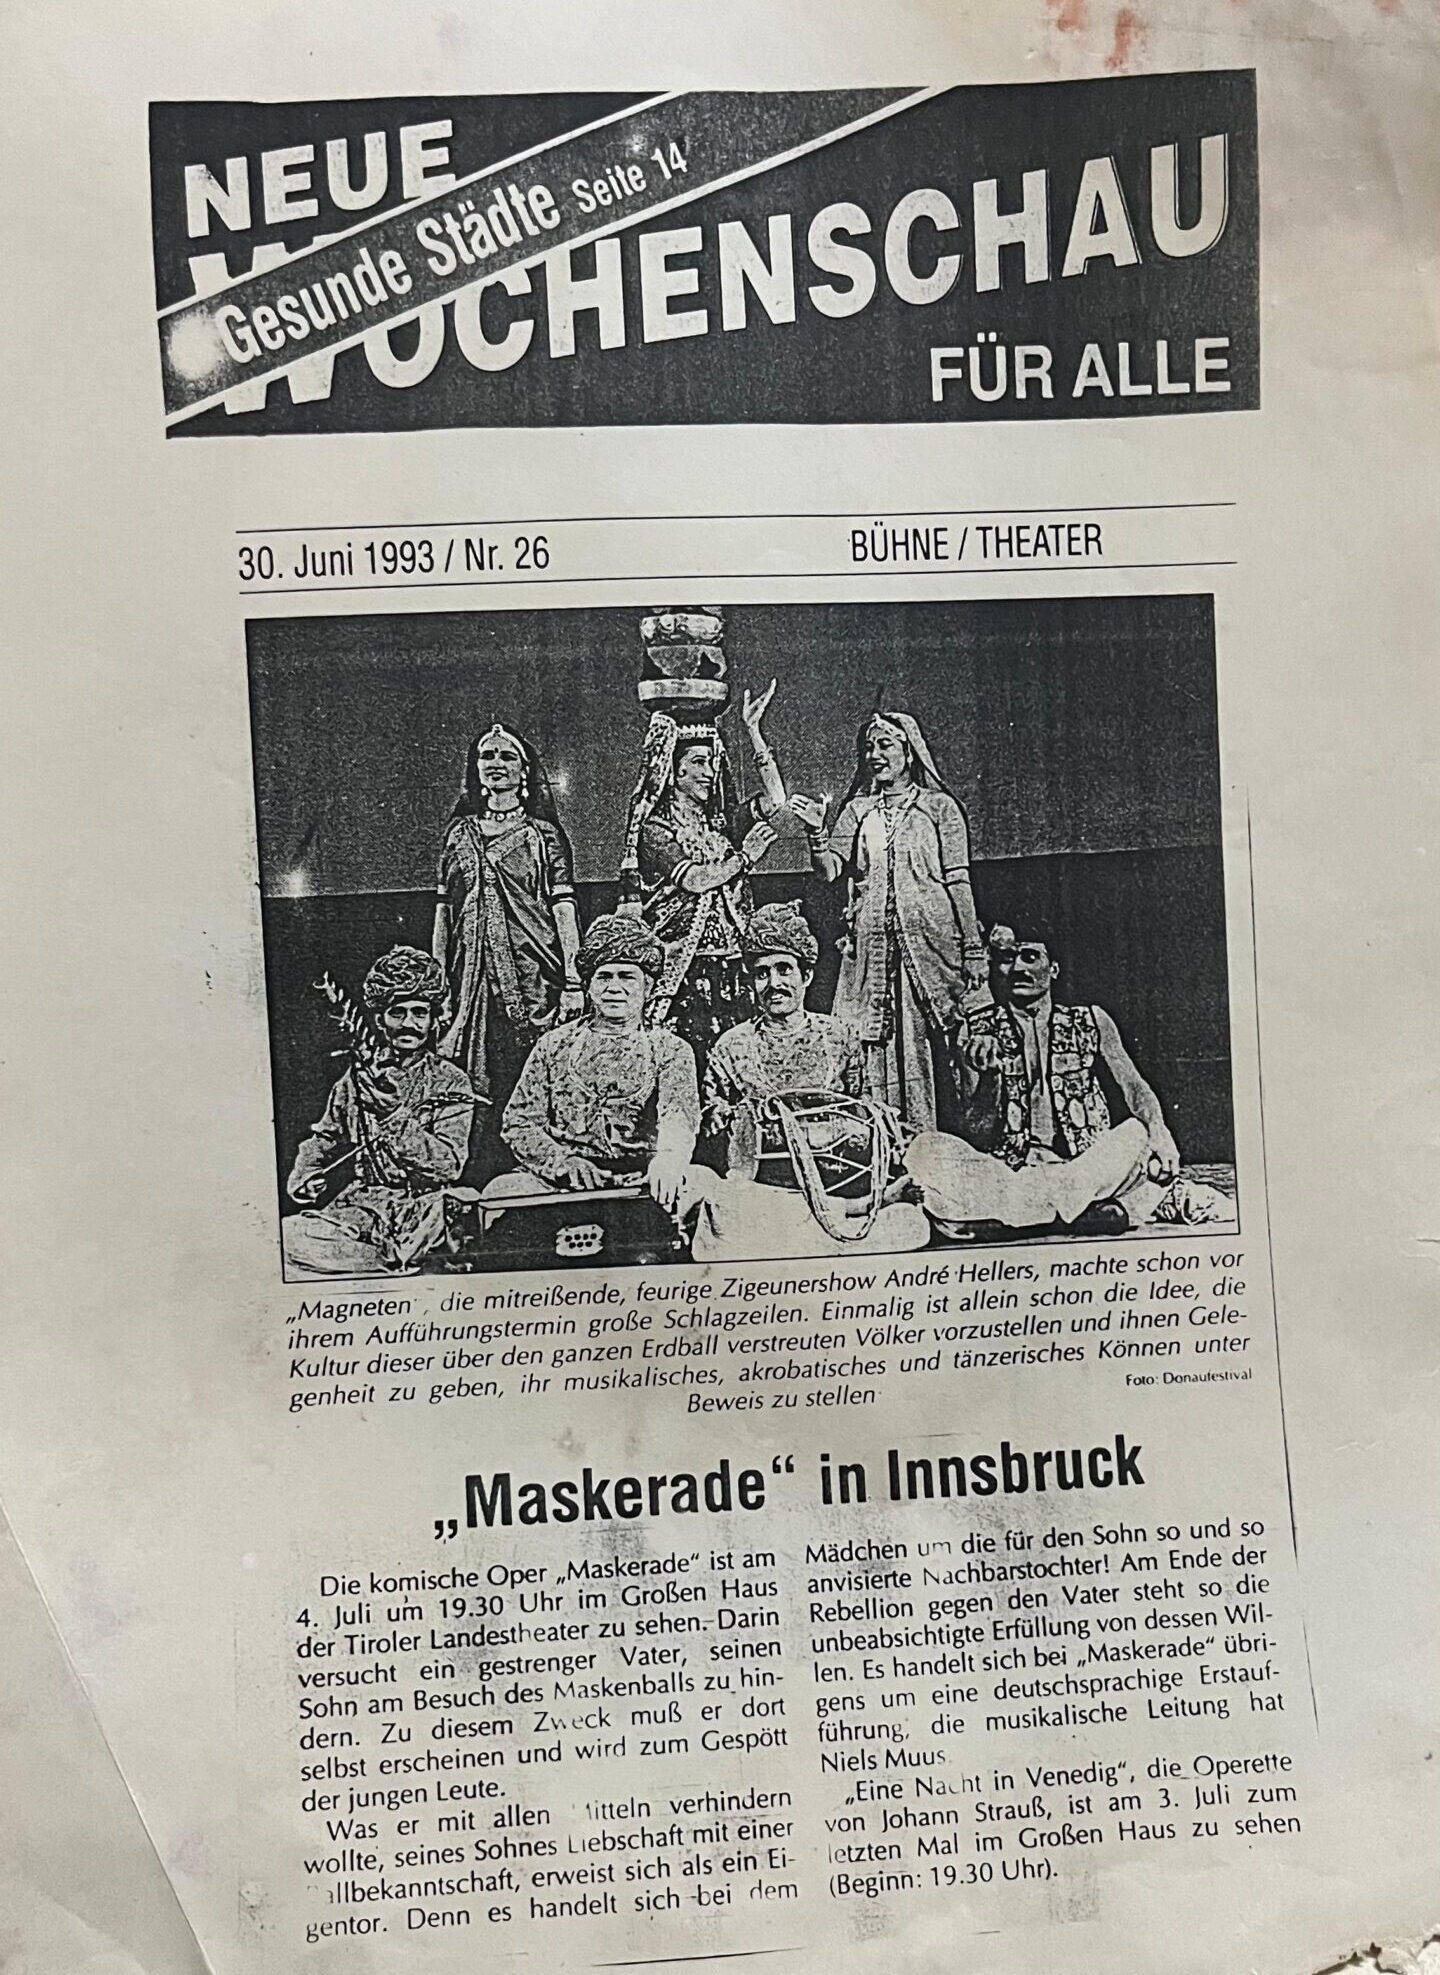 NEUE
WOCHENSCHAU
Gesunde Städte Seite 14
FÜR ALLE
30. Juni 1993 / Nr. 26
BÜHNE / THEATER
„Magneten“, die mitreißende, feurige Zigeunershow André Hellers, machte schon vor
ihrem Aufführungstermin große Schlagzeilen. Einmalig ist allein schon die Idee, die
Kultur dieser über den ganzen Erdball verstreuten Völker vorzustellen und ihnen Gele-
genheit zu geben, ihr musikalisches, akrobatisches und tänzerisches Können unter
Beweis zu stellen
Foto: Donaufestival
„Maskerade“ in Innsbruck
Die komische Oper „Maskerade“ ist am
4. Juli um 19.30 Uhr im Großen Haus
der Tiroler Landestheater zu sehen. Darin
versucht ein gestrenger Vater, seinen
Sohn am Besuch des Maskenballs zu hin-
dern. Zu diesem Zweck muß er dort
selbst erscheinen und wird zum Gespött
der jungen Leute.
Was er mit allen Mitteln verhindern
wollte, seines Sohnes Liebschaft mit einer
Ballbekanntschaft, erweist sich als ein Ei-
gentor. Denn es handelt sich bei dem
Mädchen um die für den Sohn so und so
anvisierte Nachbarstochter! Am Ende der
Rebellion gegen den Vater steht so die
unbeabsichtigte Erfüllung von dessen Wil-
len. Es handelt sich bei „Maskerade“ übri-
gens um eine deutschsprachige Erstauf-
führung, die musikalische Leitung hat
Niels Muus.
„Eine Nacht in Venedig“, die Operette
von Johann Strauß, ist am 3. Juli zum
letzten Mal im Großen Haus zu sehen
(Beginn: 19.30 Uhr).